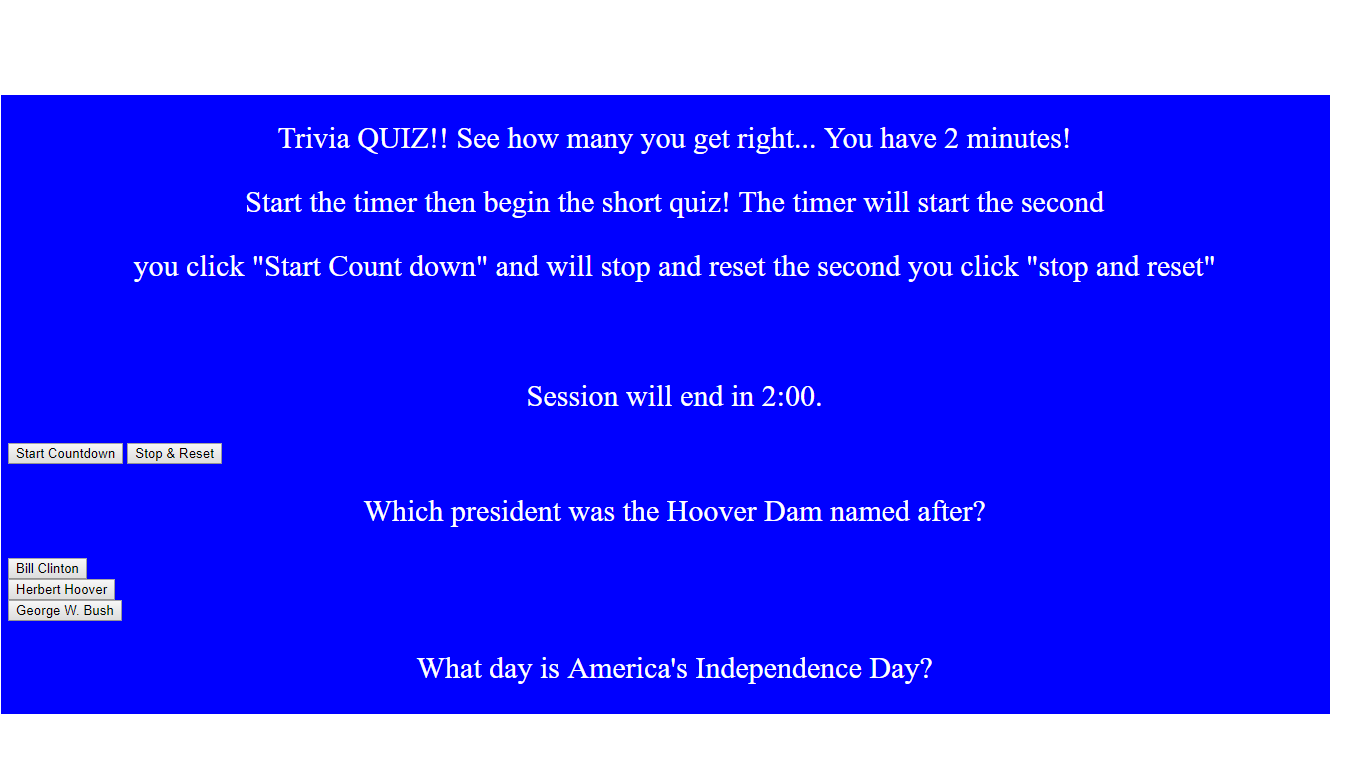 Trivia QUIZ!! See how many you get right... You have 2 minutes!
Start the timer then begin the short quiz! The timer will start the second
you click "Start Count down" and will stop and reset the second you click "stop and reset"
Session will end in 2:00.
Start Countdown Stop & Reset
Which president was the Hoover Dam named after?
Bill Clinton
Herbert Hoover
George W. Bush
What day is America's Independence Day?